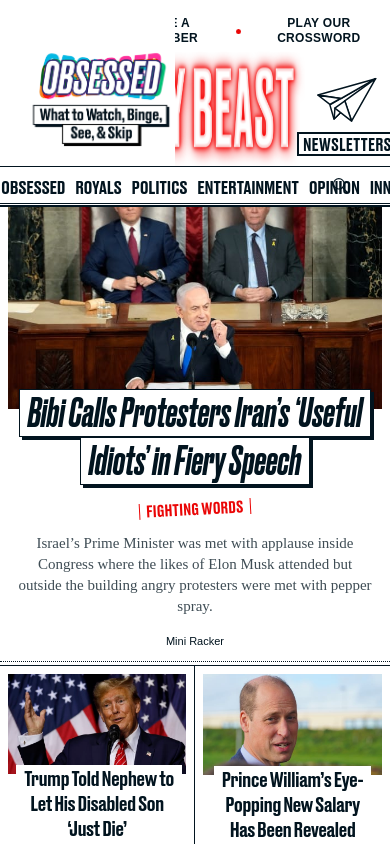 E A
BER
PLAY OUR
CROSSWORD
OBSESSED
What to Watch, Binge,
See, & Skip
Y BEAST
NEWSLETTERS
OBSESSED ROYALS POLITICS ENTERTAINMENT OPINION INN
Bibi Calls Protesters Iran’s ‘Useful
Idiots’ in Fiery Speech
FIGHTING WORDS
Israel’s Prime Minister was met with applause inside
Congress where the likes of Elon Musk attended but
outside the building angry protesters were met with pepper
spray.
Mini Racker
Trump Told Nephew to
Let His Disabled Son
‘Just Die’
Prince William’s Eye-
Popping New Salary
Has Been Revealed